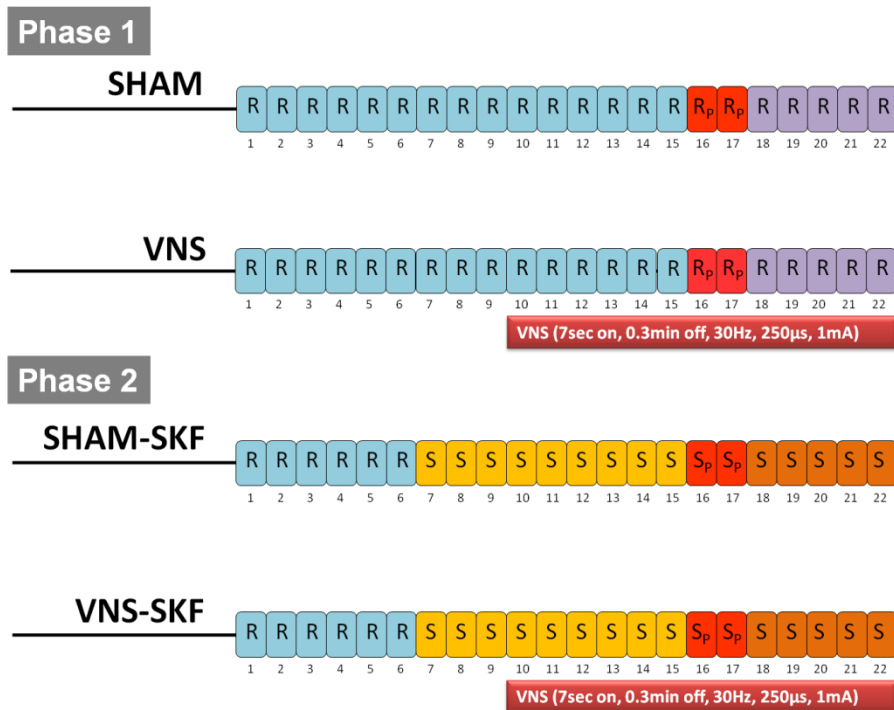 Phase 1
SHAM
R R R R R R R R R R R R R R R Rₚ Rₚ R R R R R
1 2 3 4 5 6 7 8 9 10 11 12 13 14 15 16 17 18 19 20 21 22
VNS
R R R R R R R R R R R R R R R Rₚ Rₚ R R R R R
1 2 3 4 5 6 7 8 9 10 11 12 13 14 15 16 17 18 19 20 21 22
VNS (7sec on, 0.3min off, 30Hz, 250µs, 1mA)
Phase 2
SHAM-SKF
R R R R R R S S S S S S S S S Sₚ Sₚ S S S S S
1 2 3 4 5 6 7 8 9 10 11 12 13 14 15 16 17 18 19 20 21 22
VNS-SKF
R R R R R R S S S S S S S S S Sₚ Sₚ S S S S S
1 2 3 4 5 6 7 8 9 10 11 12 13 14 15 16 17 18 19 20 21 22
VNS (7sec on, 0.3min off, 30Hz, 250µs, 1mA)